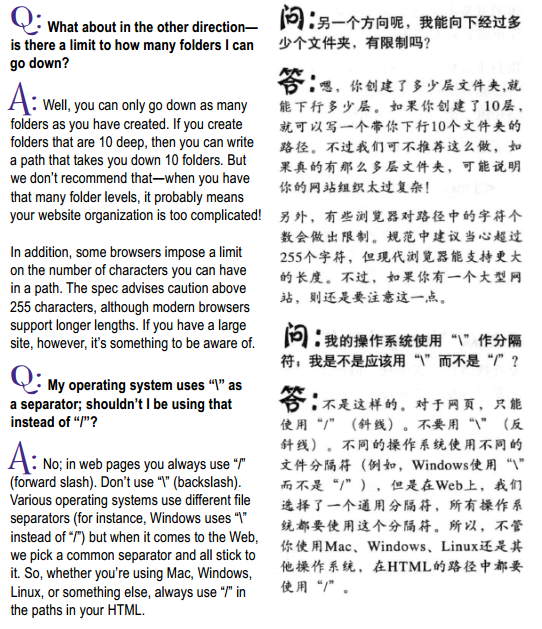 Q: What about in the other direction—
is there a limit to how many folders I can
go down?
A: Well, you can only go down as many
folders as you have created. If you create
folders that are 10 deep, then you can write
a path that takes you down 10 folders. But
we don't recommend that—when you have
that many folder levels, it probably means
your website organization is too complicated!
In addition, some browsers impose a limit
on the number of characters you can have
in a path. The spec advises caution above
255 characters, although modern browsers
support longer lengths. If you have a large
site, however, it's something to be aware of.
Q: My operating system uses “\” as
a separator; shouldn't I be using that
instead of “/”?
A: No; in web pages you always use “/”
(forward slash). Don't use “\” (backslash).
Various operating systems use different file
separators (for instance, Windows uses “\”
instead of “/”) but when it comes to the Web,
we pick a common separator and all stick to
it. So, whether you're using Mac, Windows,
Linux, or something else, always use “/” in
the paths in your HTML.
问：另一个方向呢，我能向下经过多
少个文件夹，有限制吗？
答：嗯，你创建了多少层文件夹,就
能下行多少层。如果你创建了10层，
就可以写一个带你下行10个文件夹的
路径。不过我们可不推荐这么做，如
果真的有那么多层文件夹，可能说明
你的网站组织太过复杂！
另外，有些浏览器对路径中的字符个
数会做出限制。规范中建议当心超过
255个字符，但现代浏览器能支持更大
的长度。不过，如果你有一个大型网
站，则还是要注意这一点。
问：我的操作系统使用“\”作分隔
符；我是不是应该用“\”而不是“/”？
答：不是这样的。对于网页，只能
使用“/”（斜线）。不要用“\”（反
斜线）。不同的操作系统使用不同的
文件分隔符（例如，Windows使用“\”
而不是“/”），但是在Web上，我们
选择了一个通用分隔符，所有操作系
统都要使用这个分隔符。所以，不管
你使用Mac、Windows、Linux还是其
他操作系统，在HTML的路径中都要
使用“/”。